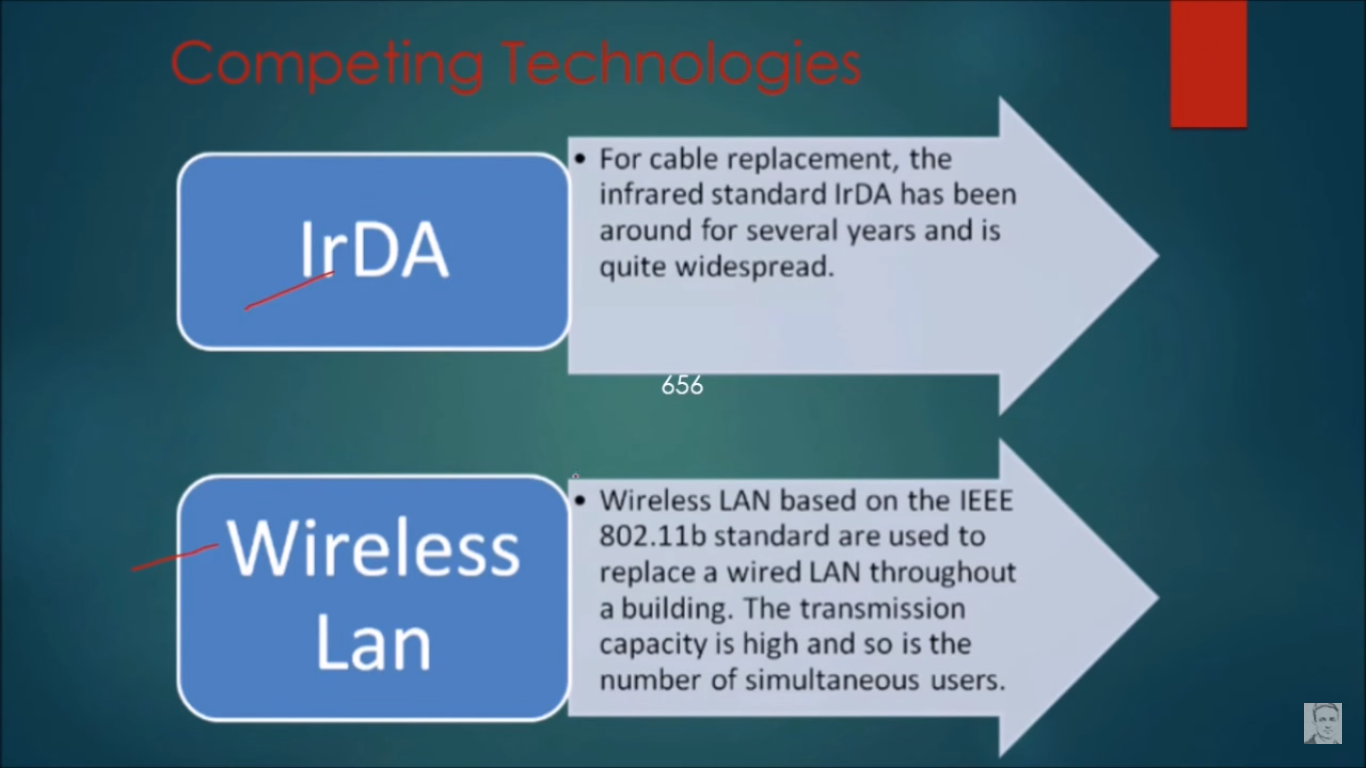 Competing Technologies
IrDA
• For cable replacement, the
infrared standard IrDA has been
around for several years and is
quite widespread.
656
Wireless
Lan
• Wireless LAN based on the IEEE
802.11b standard are used to
replace a wired LAN throughout
a building. The transmission
capacity is high and so is the
number of simultaneous users.